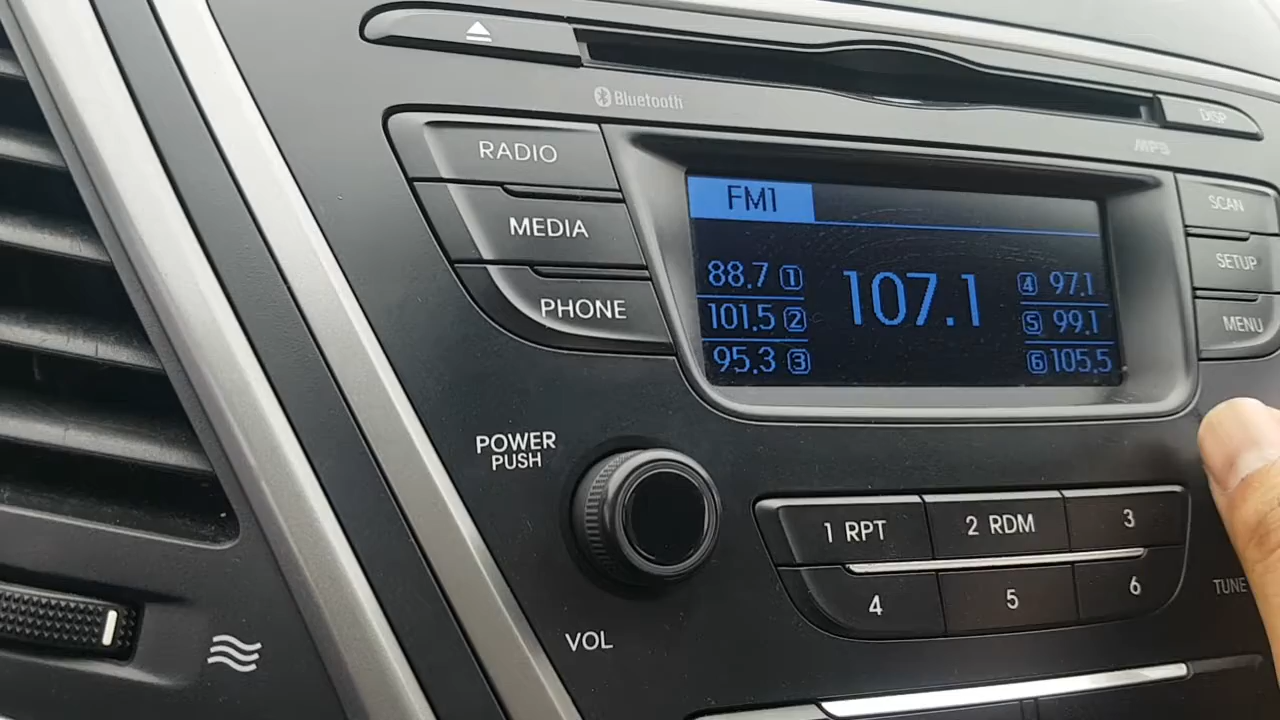 Bluetooth
DISP
MP3
RADIO
MEDIA
PHONE
FM1
88.7 1
101.5 2
95.3 3
107.1
4 97.1
5 99.1
6 105.5
SCAN
SETUP
MENU
POWER
PUSH
VOL
1 RPT
2 RDM
3
4
5
6
TUNE